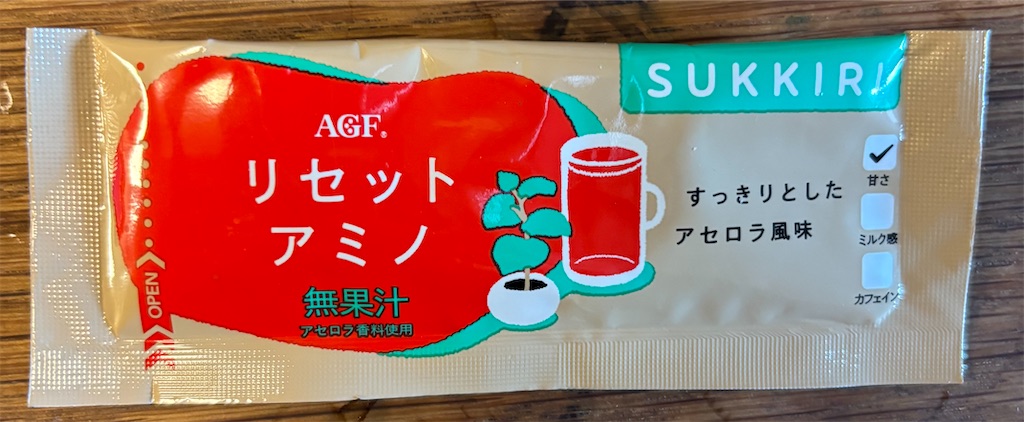 AGF®
リセット
アミノ
無果汁
アセロラ香料使用
OPEN
SUKKIRI
すっきりとした
アセロラ風味
甘さ
ミルク感
カフェイン